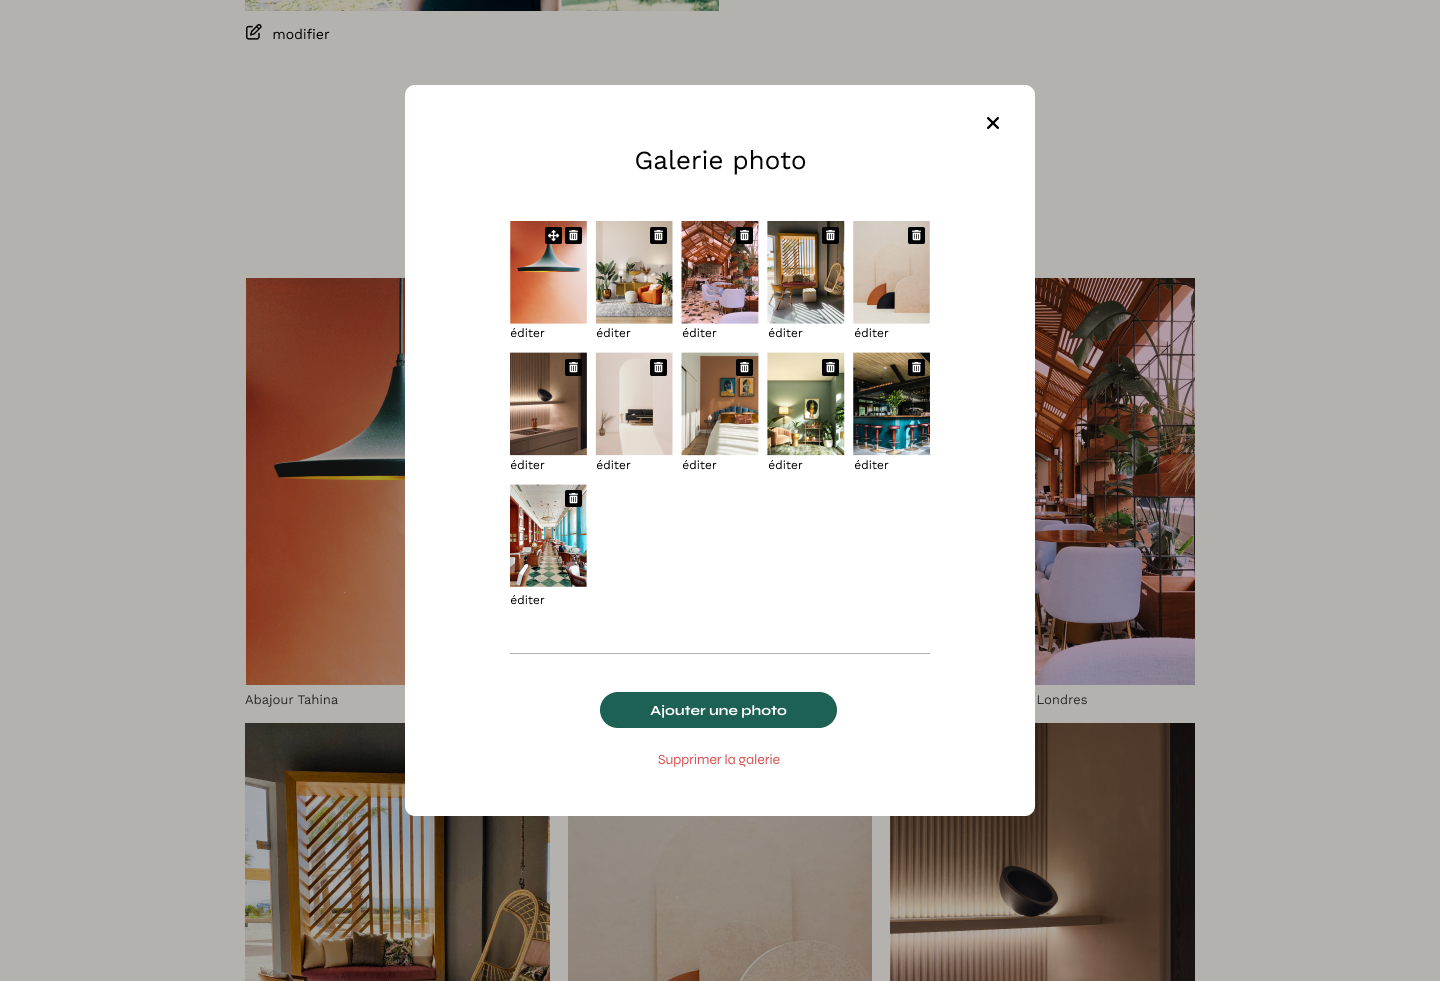 modifier
Galerie photo
éditer éditer éditer éditer éditer
éditer éditer éditer éditer éditer
éditer
Ajouter une photo
Supprimer la galerie
Abajour Tahina
Londres